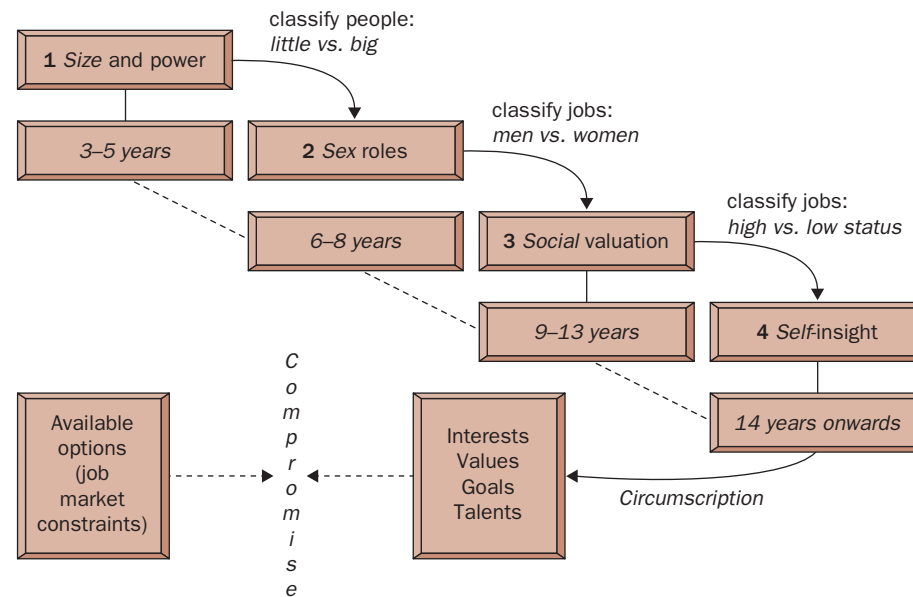 classify people:
little vs. big
1 Size and power
classify jobs:
men vs. women
3–5 years
2 Sex roles
classify jobs:
high vs. low status
6–8 years
3 Social valuation
9–13 years
4 Self-insight
C
o
m
p
r
o
m
i
s
e
Available
options
(job
market
constraints)
Interests
Values
Goals
Talents
14 years onwards
Circumscription